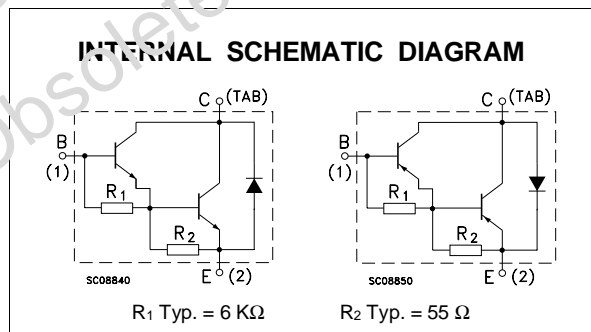 Obsolete
INTERNAL SCHEMATIC DIAGRAM
C (TAB)
B
(1)
R1
R2
SC08840
E (2)
C (TAB)
B
(1)
R1
R2
SC08850
E (2)
R1 Typ. = 6 KΩ R2 Typ. = 55 Ω